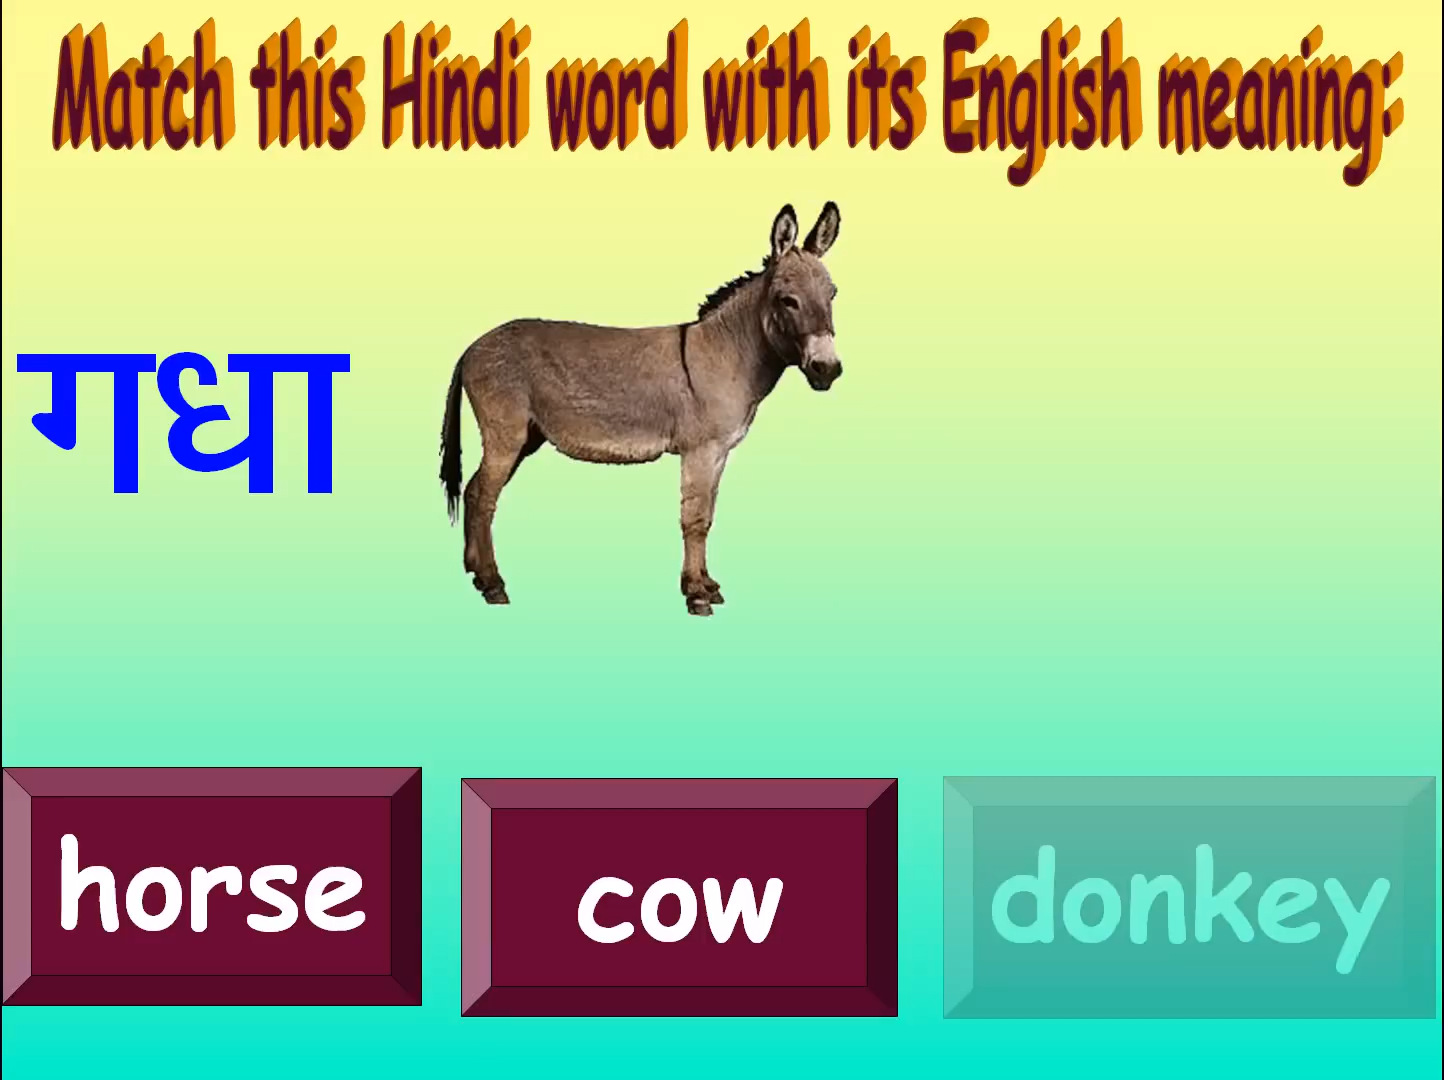 Match this Hindi word with its English meaning:
गधा
horse
cow
donkey